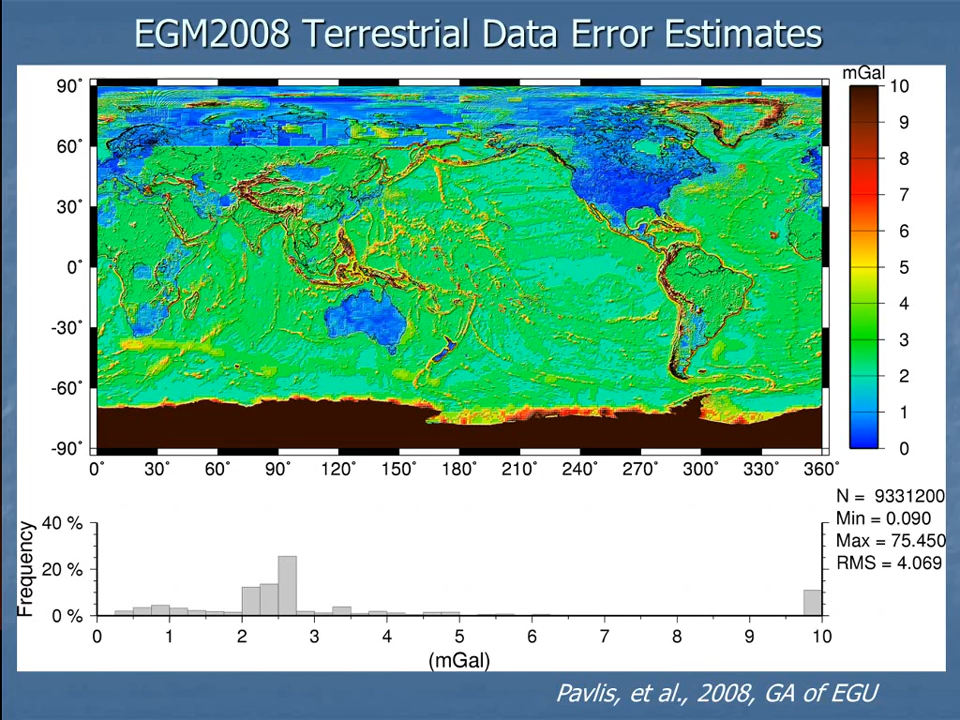 EGM2008 Terrestrial Data Error Estimates
mGal
90°
60°
30°
0°
-30°
-60°
-90°
0° 30° 60° 90° 120° 150° 180° 210° 240° 270° 300° 330° 360°
10
9
8
7
6
5
4
3
2
1
0
N = 9331200
Min = 0.090
Max = 75.450
RMS = 4.069
Frequency
40 %
20 %
0 %
0 1 2 3 4 5 6 7 8 9 10
(mGal)
Pavlis, et al., 2008, GA of EGU